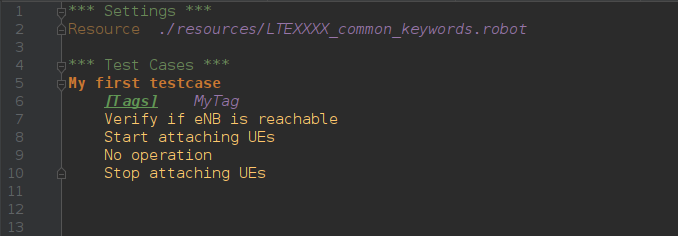 1 *** Settings ***
2 Resource ./resources/LTEXXXX_common_keywords.robot
3
4 *** Test Cases ***
5 My first testcase
6 [Tags] MyTag
7 Verify if eNB is reachable
8 Start attaching UEs
9 No operation
10 Stop attaching UEs
11
12
13